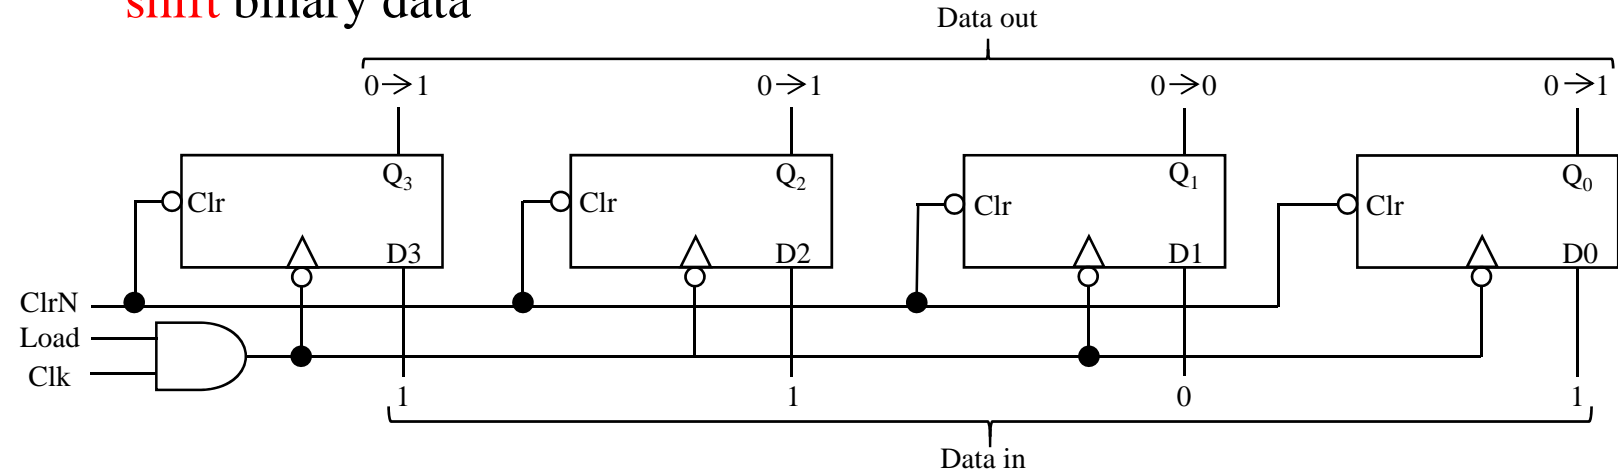 shift binary data
Data out
0→1 0→1 0→0 0→1
Q₃ Q₂ Q₁ Q₀
Clr Clr Clr Clr
D3 D2 D1 D0
ClrN
Load
Clk
1 1 0 1
Data in